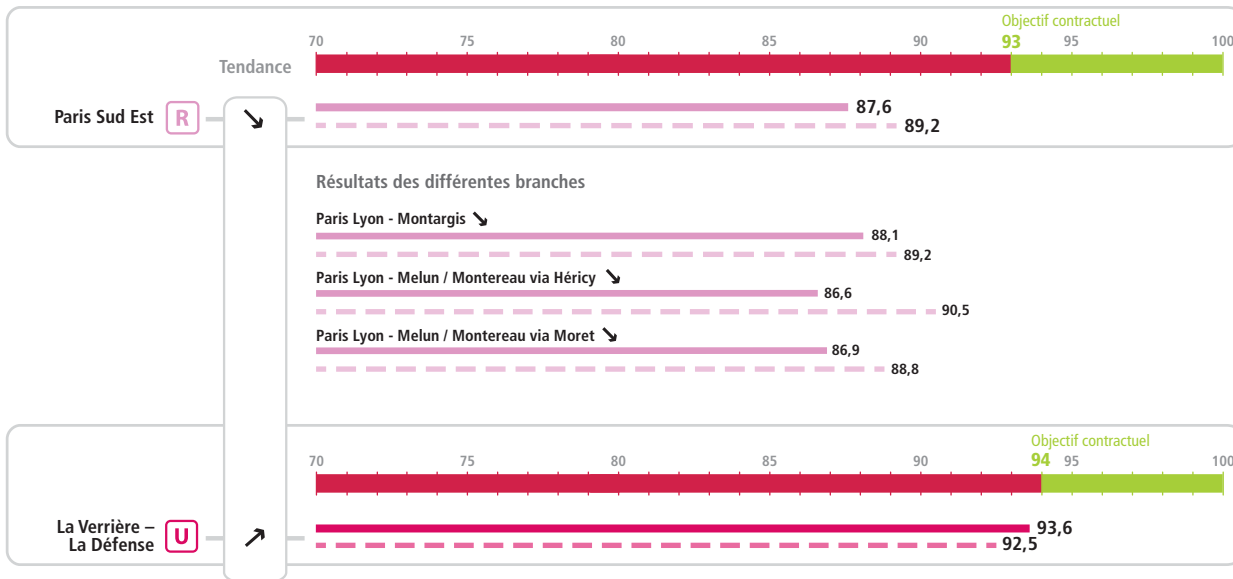 Objectif contractuel
70 75 80 85 90 93 95 100
Tendance
Paris Sud Est R
87,6
89,2
Résultats des différentes branches
Paris Lyon - Montargis
88,1
89,2
Paris Lyon - Melun / Montereau via Héricy
86,6
90,5
Paris Lyon - Melun / Montereau via Moret
86,9
88,8
Objectif contractuel
70 75 80 85 90 94 95 100
La Verrière –
La Défense U
93,6
92,5